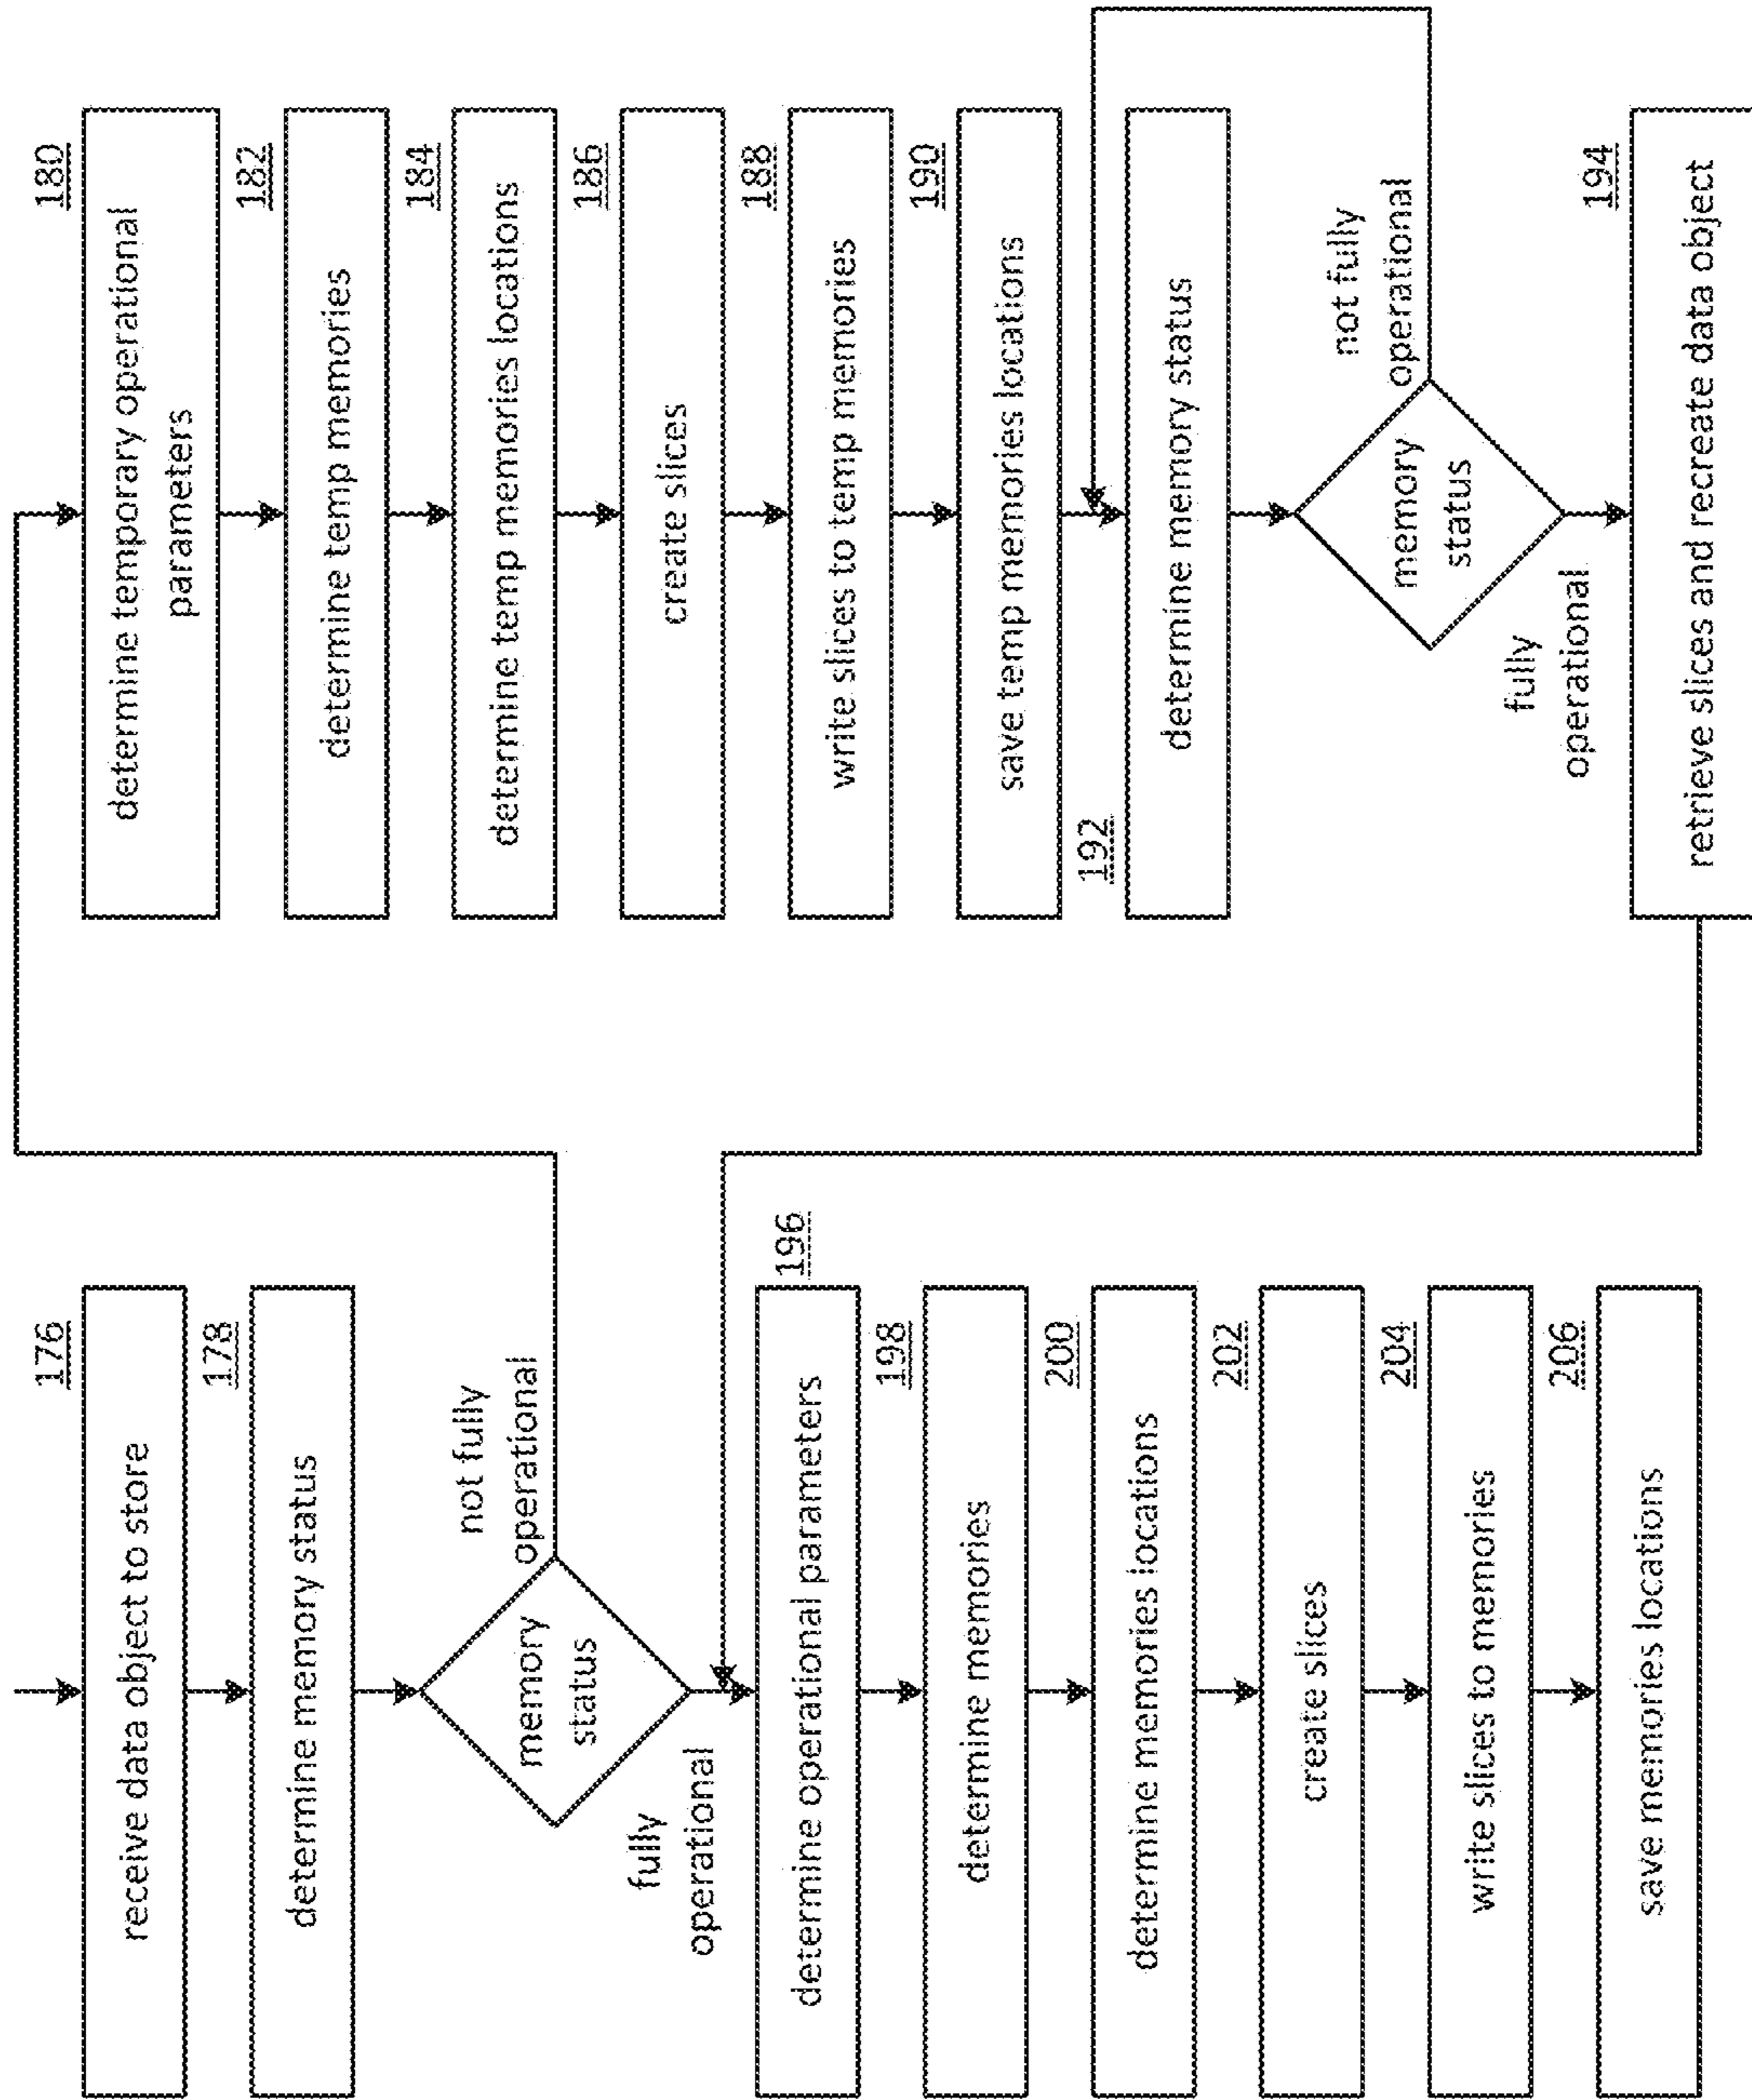 176
receive data object to store
178
determine memory status
memory
status
not fully
operational
fully
operational
196
determine operational parameters
198
determine memories
200
determine memories locations
202
create slices
204
write slices to memories
206
save memories locations
180
determine temporary operational
parameters
182
determine temp memories
184
determine temp memories locations
186
create slices
188
write slices to temp memories
190
save temp memories locations
192
determine memory status
memory
status
not fully
operational
fully
operational
194
retrieve slices and recreate data object